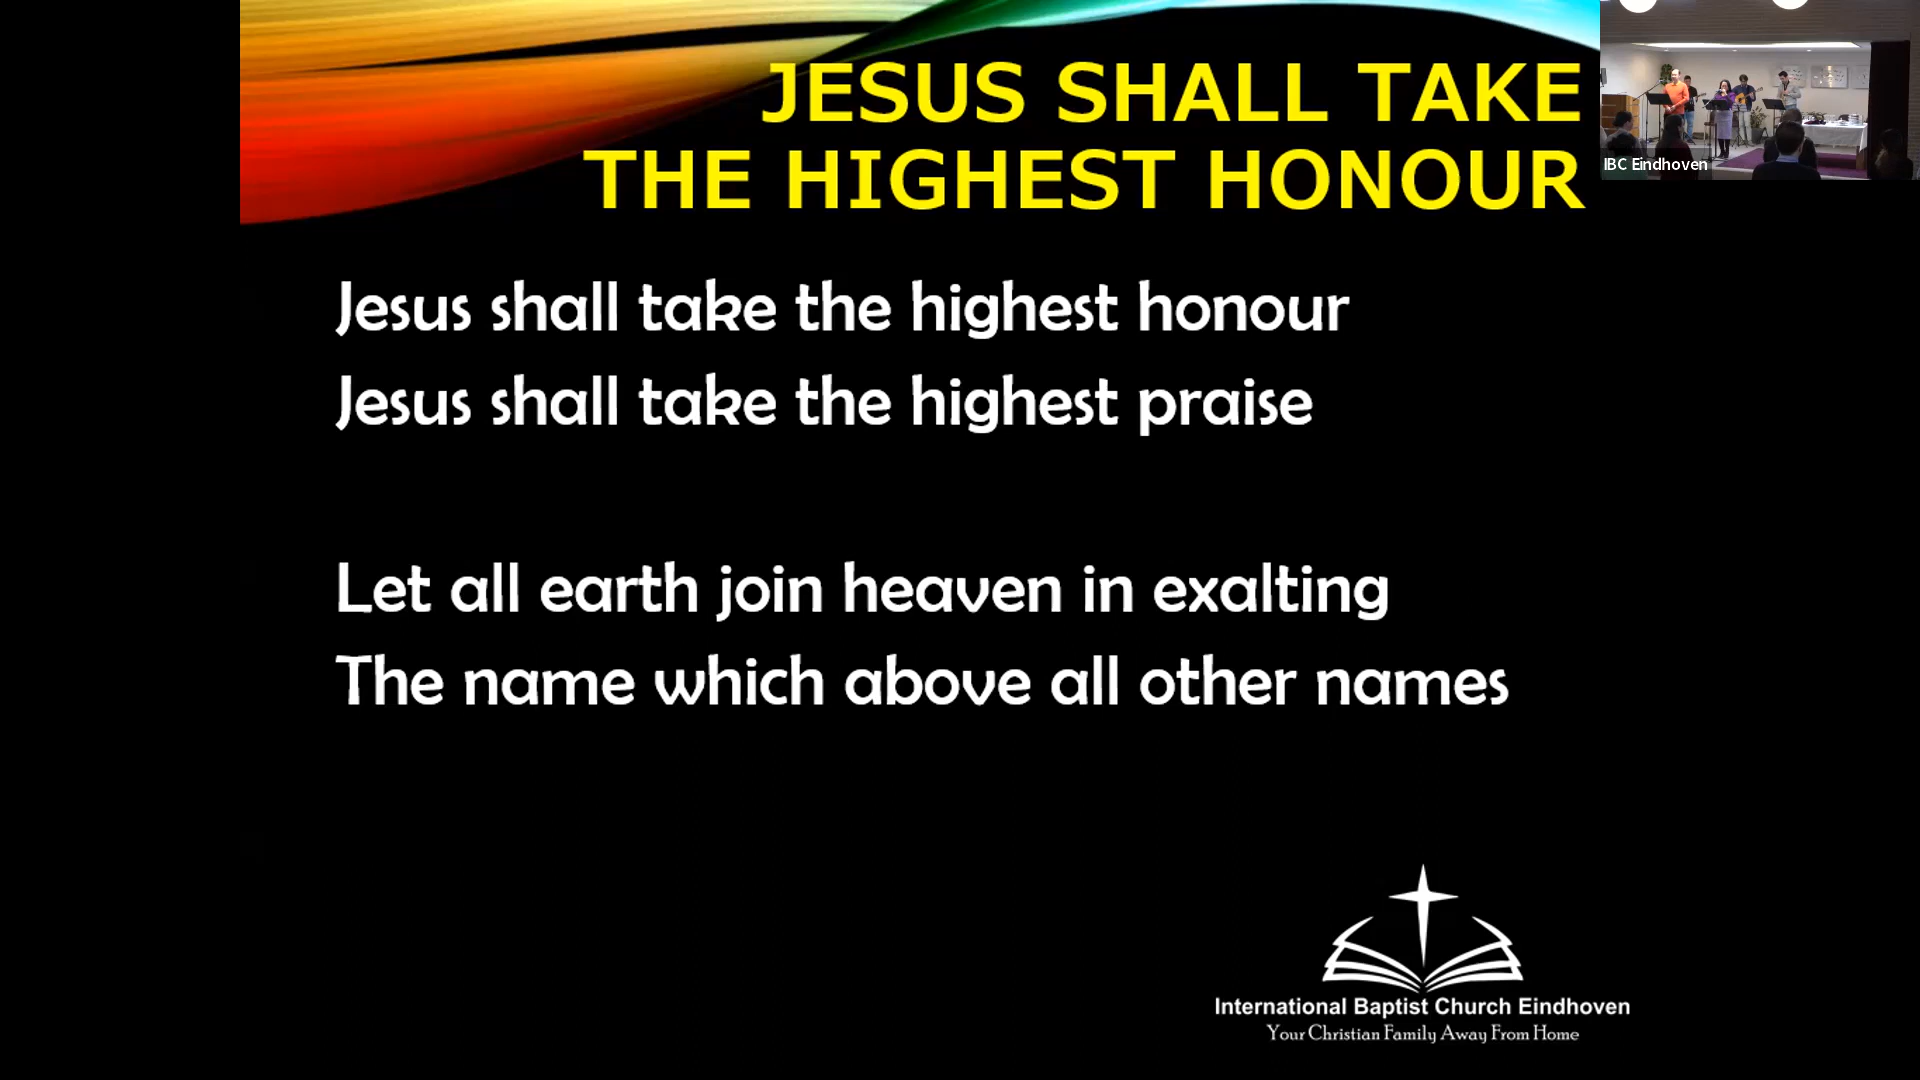 JESUS SHALL TAKE
THE HIGHEST HONOUR
IBC Eindhoven
Jesus shall take the highest honour
Jesus shall take the highest praise
Let all earth join heaven in exalting
The name which above all other names
International Baptist Church Eindhoven
Your Christian Family Away From Home